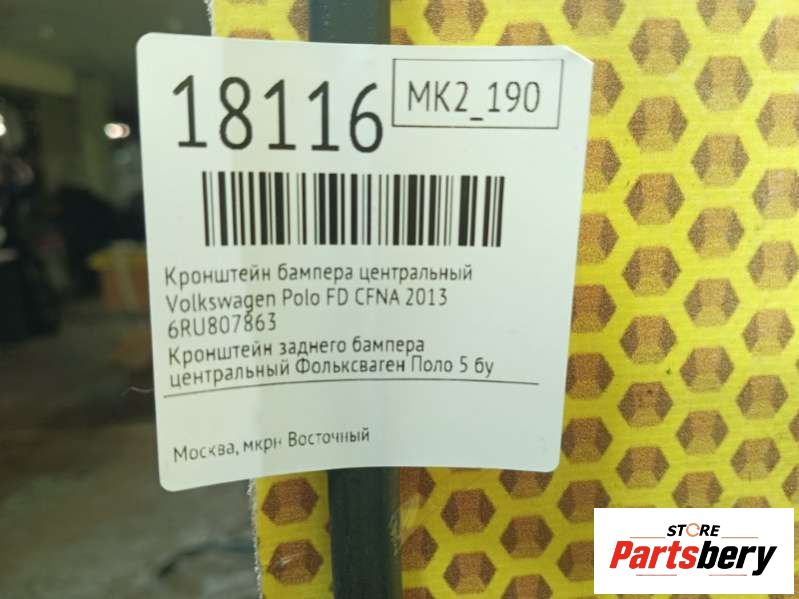 18116
MK2_190
Кронштейн бампера центральный
Volkswagen Polo FD CFNA 2013
6RU807863
Кронштейн заднего бампера
центральный Фольксваген Поло 5 бу
Москва, мкрн Восточный
STORE
Partsbery